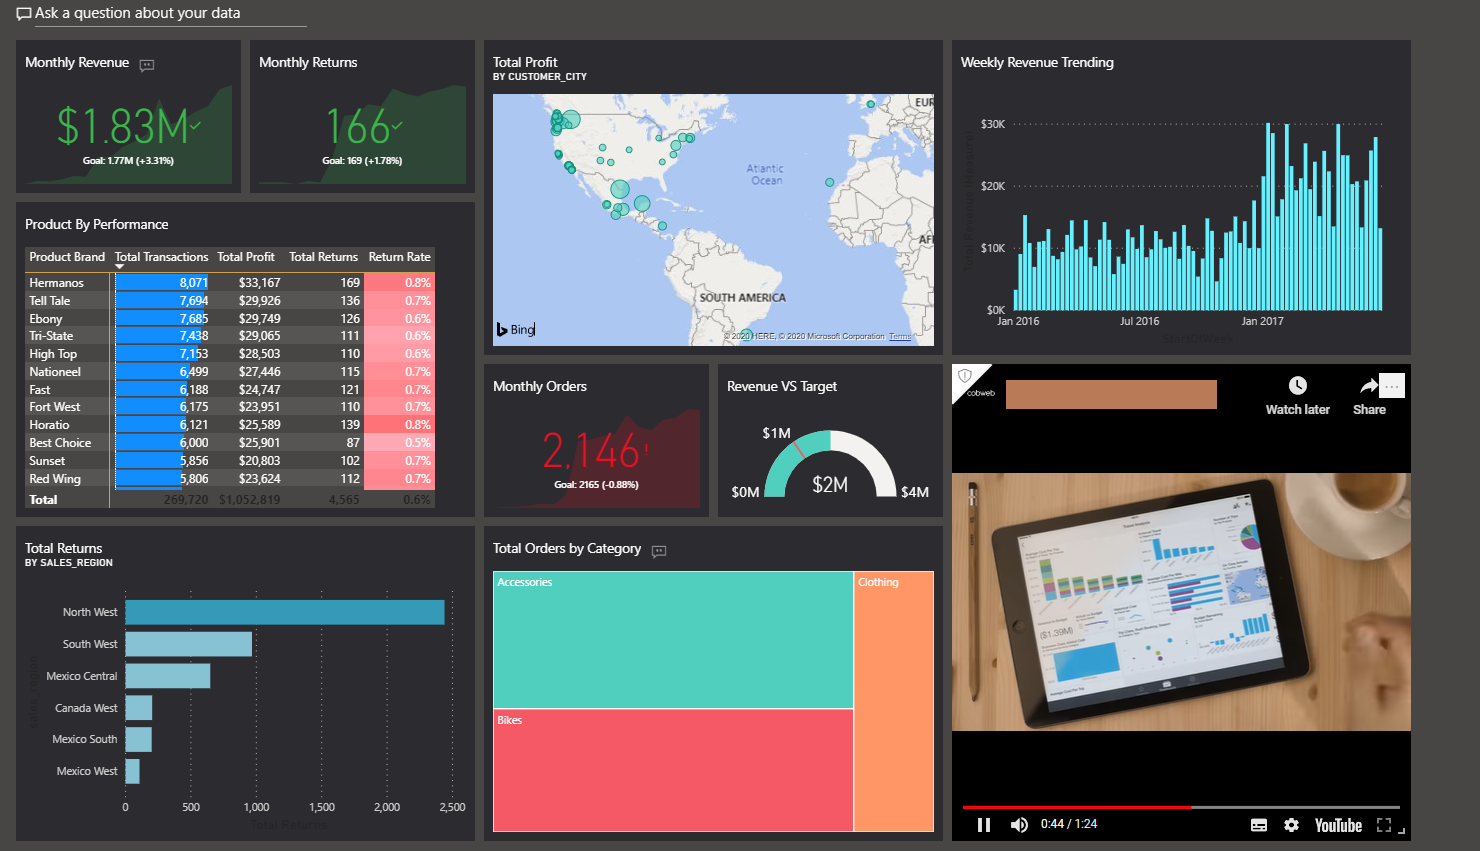 Ask a question about your data
Monthly Revenue
$1.83M
Goal: 1.77M (+3.31%)
Monthly Returns
166
Goal: 169 (+1.78%)
Total Profit
BY CUSTOMER_CITY
EUR
Atlantic
Ocean
AFI
SOUTH AMERICA
Bing
© 2020 HERE, © 2020 Microsoft Corporation Terms
Weekly Revenue Trending
$30K
$20K
$10K
$0K
Jan 2016 Jul 2016 Jan 2017
StartOfWeek
Product By Performance
Product Brand Total Transactions Total Profit Total Returns Return Rate
Hermanos 8,071 $33,167 169 0.8%
Tell Tale 7,694 $29,926 136 0.7%
Ebony 7,685 $29,749 126 0.6%
Tri-State 7,438 $29,065 111 0.6%
High Top 7,153 $28,503 110 0.6%
Nationeel 6,499 $27,446 115 0.7%
Fast 6,188 $24,747 121 0.7%
Fort West 6,175 $23,951 110 0.7%
Horatio 6,121 $25,589 139 0.8%
Best Choice 6,000 $25,901 87 0.5%
Sunset 5,856 $20,803 102 0.7%
Red Wing 5,806 $23,624 112 0.7%
Total 269,720 $1,052,819 4,565 0.6%
Monthly Orders
2,146!
Goal: 2165 (-0.88%)
Revenue VS Target
$1M
$0M $2M $4M
cobweb
Watch later Share
Total Returns
BY SALES_REGION
North West
South West
Mexico Central
Canada West
Mexico South
Mexico West
0 500 1,000 1,500 2,000 2,500
Total Returns
sales_region
Total Orders by Category
Accessories
Clothing
Bikes
($1.39M)
0:44 / 1:24
YouTube